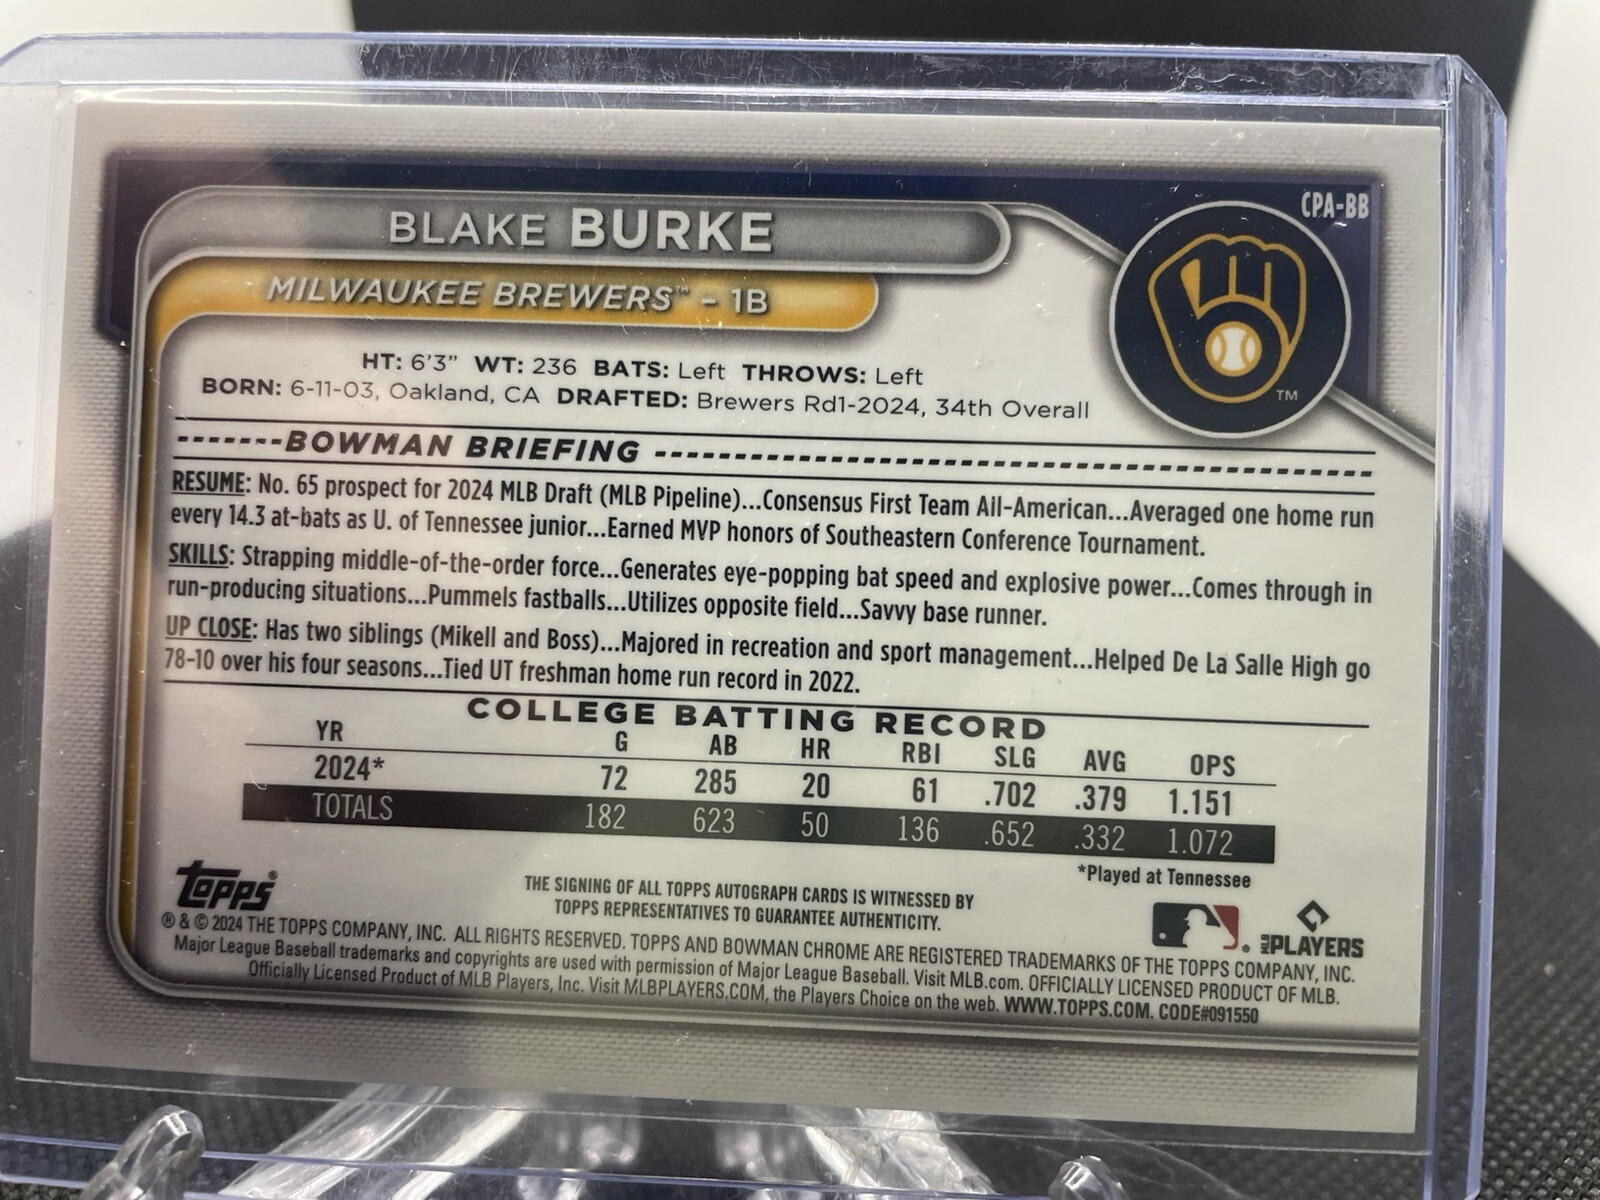 CPA-BB
BLAKE BURKE
MILWAUKEE BREWERS™ - 1B
TM
HT: 6'3" WT: 236 BATS: Left THROWS: Left
BORN: 6-11-03, Oakland, CA DRAFTED: Brewers Rd1-2024, 34th Overall
BOWMAN BRIEFING
RESUME: No. 65 prospect for 2024 MLB Draft (MLB Pipeline)...Consensus First Team All-American...Averaged one home run
every 14.3 at-bats as U. of Tennessee junior...Earned MVP honors of Southeastern Conference Tournament.
SKILLS: Strapping middle-of-the-order force...Generates eye-popping bat speed and explosive power...Comes through in
run-producing situations...Pummels fastballs...Utilizes opposite field...Savvy base runner.
UP CLOSE: Has two siblings (Mikell and Boss)...Majored in recreation and sport management...Helped De La Salle High go
78-10 over his four seasons...Tied UT freshman home run record in 2022.
COLLEGE BATTING RECORD
YR G AB HR RBI SLG AVG OPS
2024* 72 285 20 61 .702 .379 1.151
TOTALS 182 623 50 136 .652 .332 1.072
*Played at Tennessee
Topps®
THE SIGNING OF ALL TOPPS AUTOGRAPH CARDS IS WITNESSED BY
TOPPS REPRESENTATIVES TO GUARANTEE AUTHENTICITY.
MLB PLAYERS
® & © 2024 THE TOPPS COMPANY, INC. ALL RIGHTS RESERVED. TOPPS AND BOWMAN CHROME ARE REGISTERED TRADEMARKS OF THE TOPPS COMPANY, INC.
Major League Baseball trademarks and copyrights are used with permission of Major League Baseball. Visit MLB.com. OFFICIALLY LICENSED PRODUCT OF MLB.
Officially Licensed Product of MLB Players, Inc. Visit MLBPLAYERS.COM, the Players Choice on the web. WWW.TOPPS.COM. CODE#091550